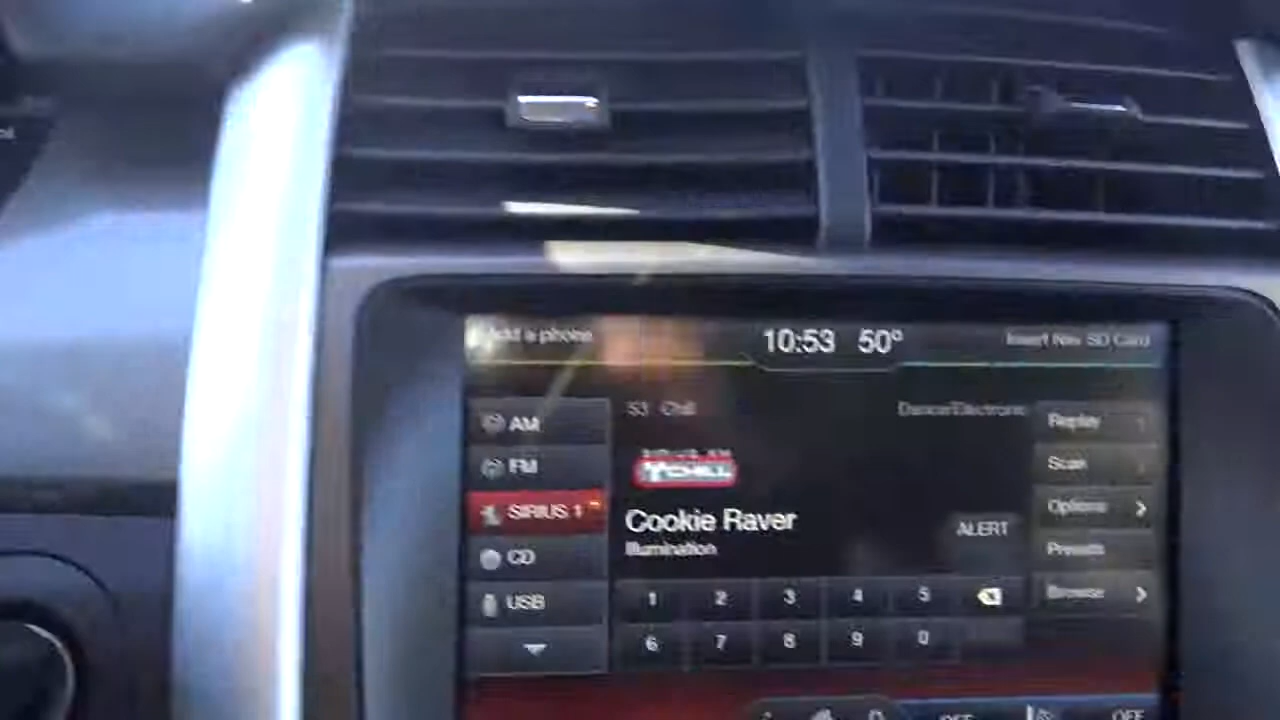 Add a phone
10:53 50°
Insert Nav SD Card
AM
FM
SIRIUS 1
CD
USB
53 Chill
Dance/Electronic
CHILL
Cookie Raver
Illumination
ALERT
1 2 3 4 5
6 7 8 9 0
Replay
Scan
Options
Presets
Browse
OFF
OFF